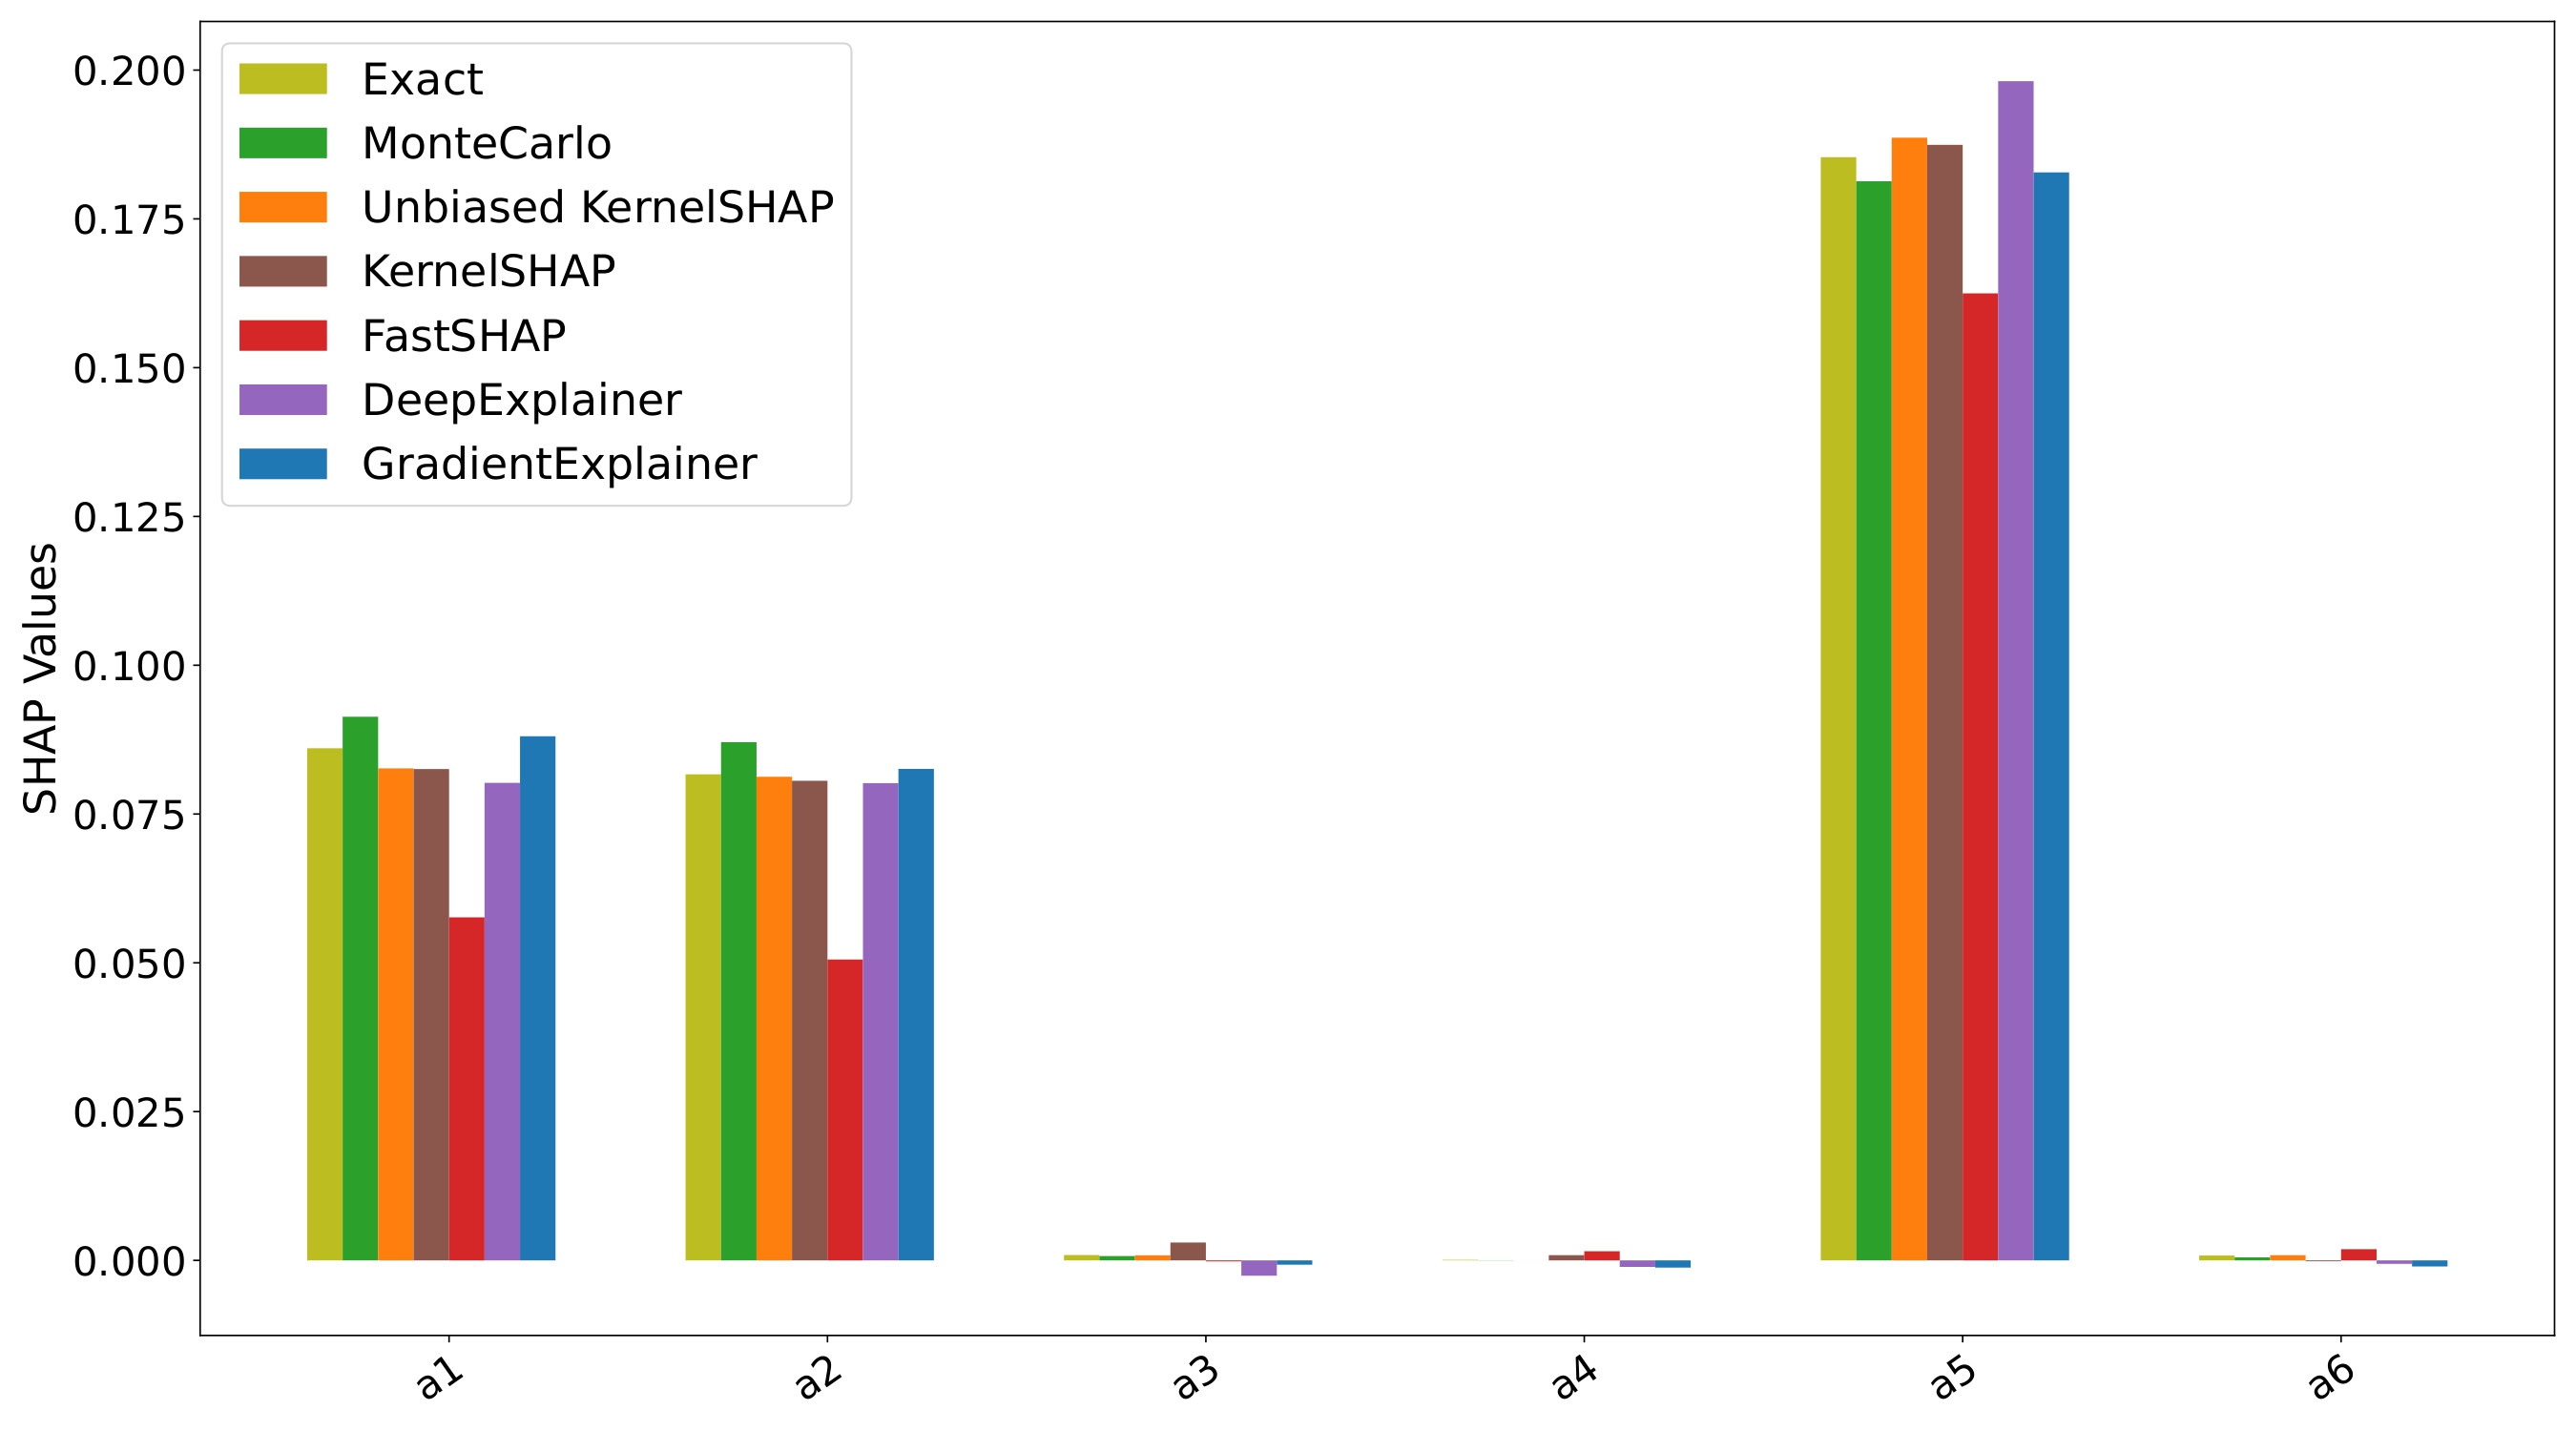 Exact
MonteCarlo
Unbiased KernelSHAP
KernelSHAP
FastSHAP
DeepExplainer
GradientExplainer
SHAP Values
0.200
0.175
0.150
0.125
0.100
0.075
0.050
0.025
0.000
a1
a2
a3
a4
a5
a6